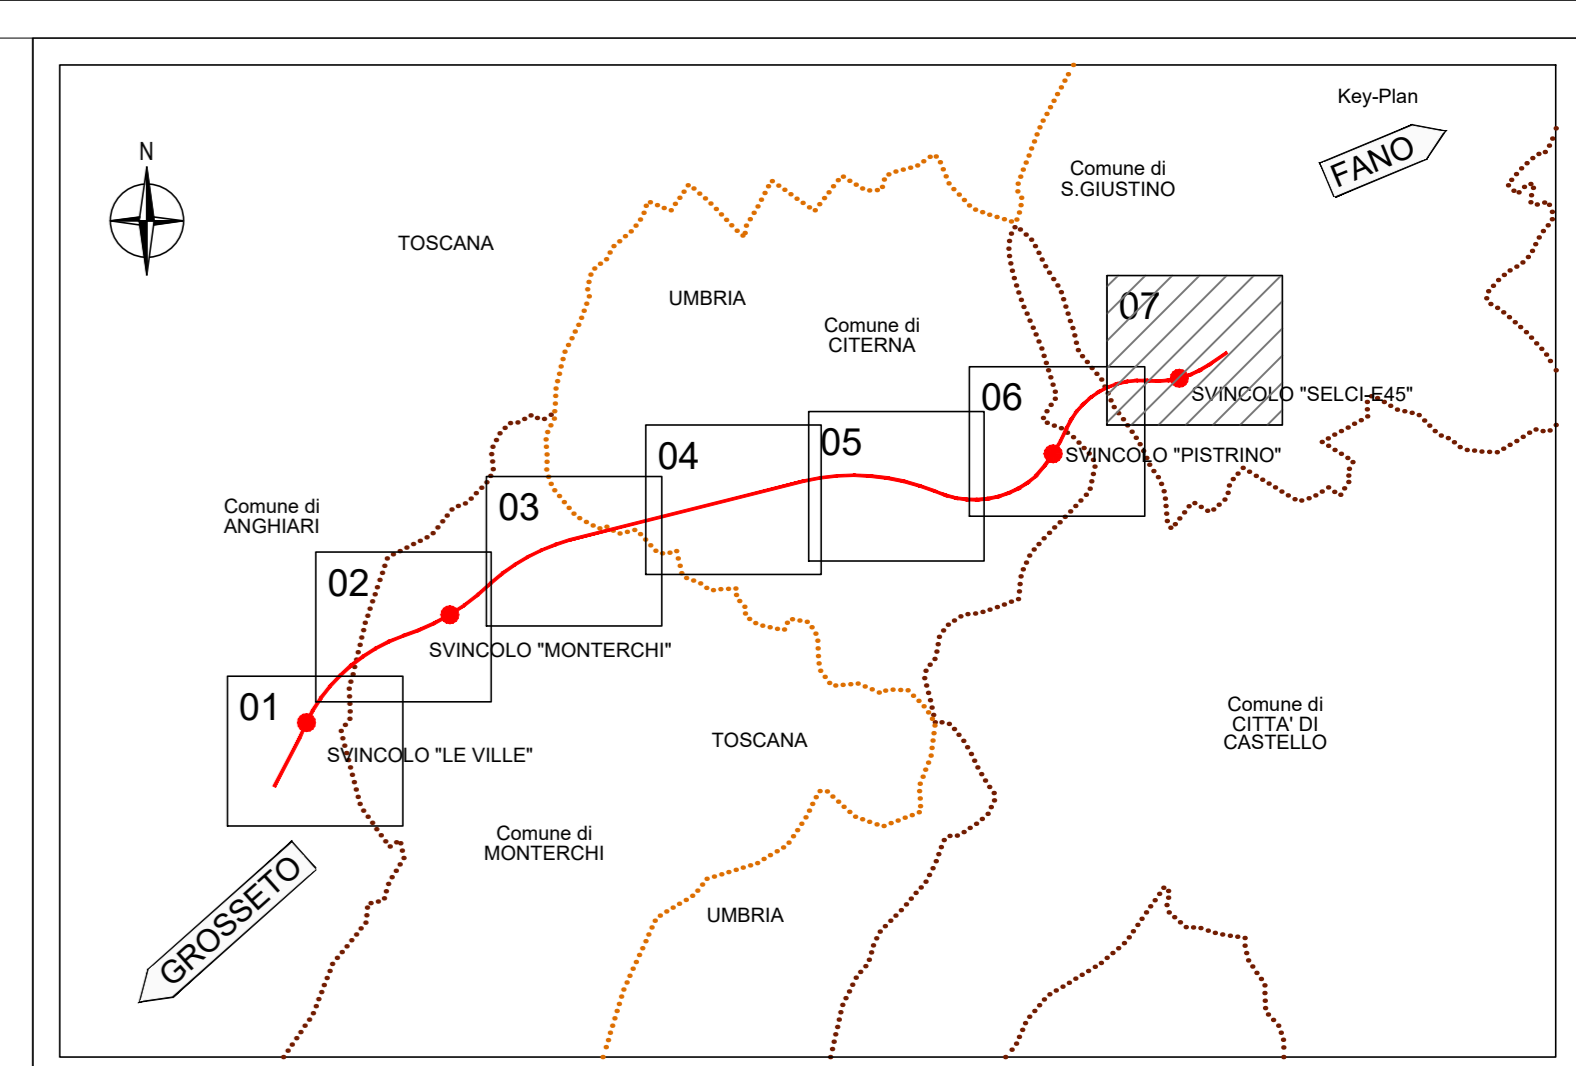 Key-Plan
FANO
N
Comune di
S.GIUSTINO
TOSCANA
UMBRIA
Comune di
CITERNA
07
SVINCOLO "SELCI-E45"
06
05
04
SVINCOLO "PISTRINO"
03
Comune di
ANGHIARI
02
SVINCOLO "MONTERCHI"
01
SVINCOLO "LE VILLE"
TOSCANA
Comune di
CITTA' DI
CASTELLO
Comune di
MONTERCHI
GROSSETO
UMBRIA